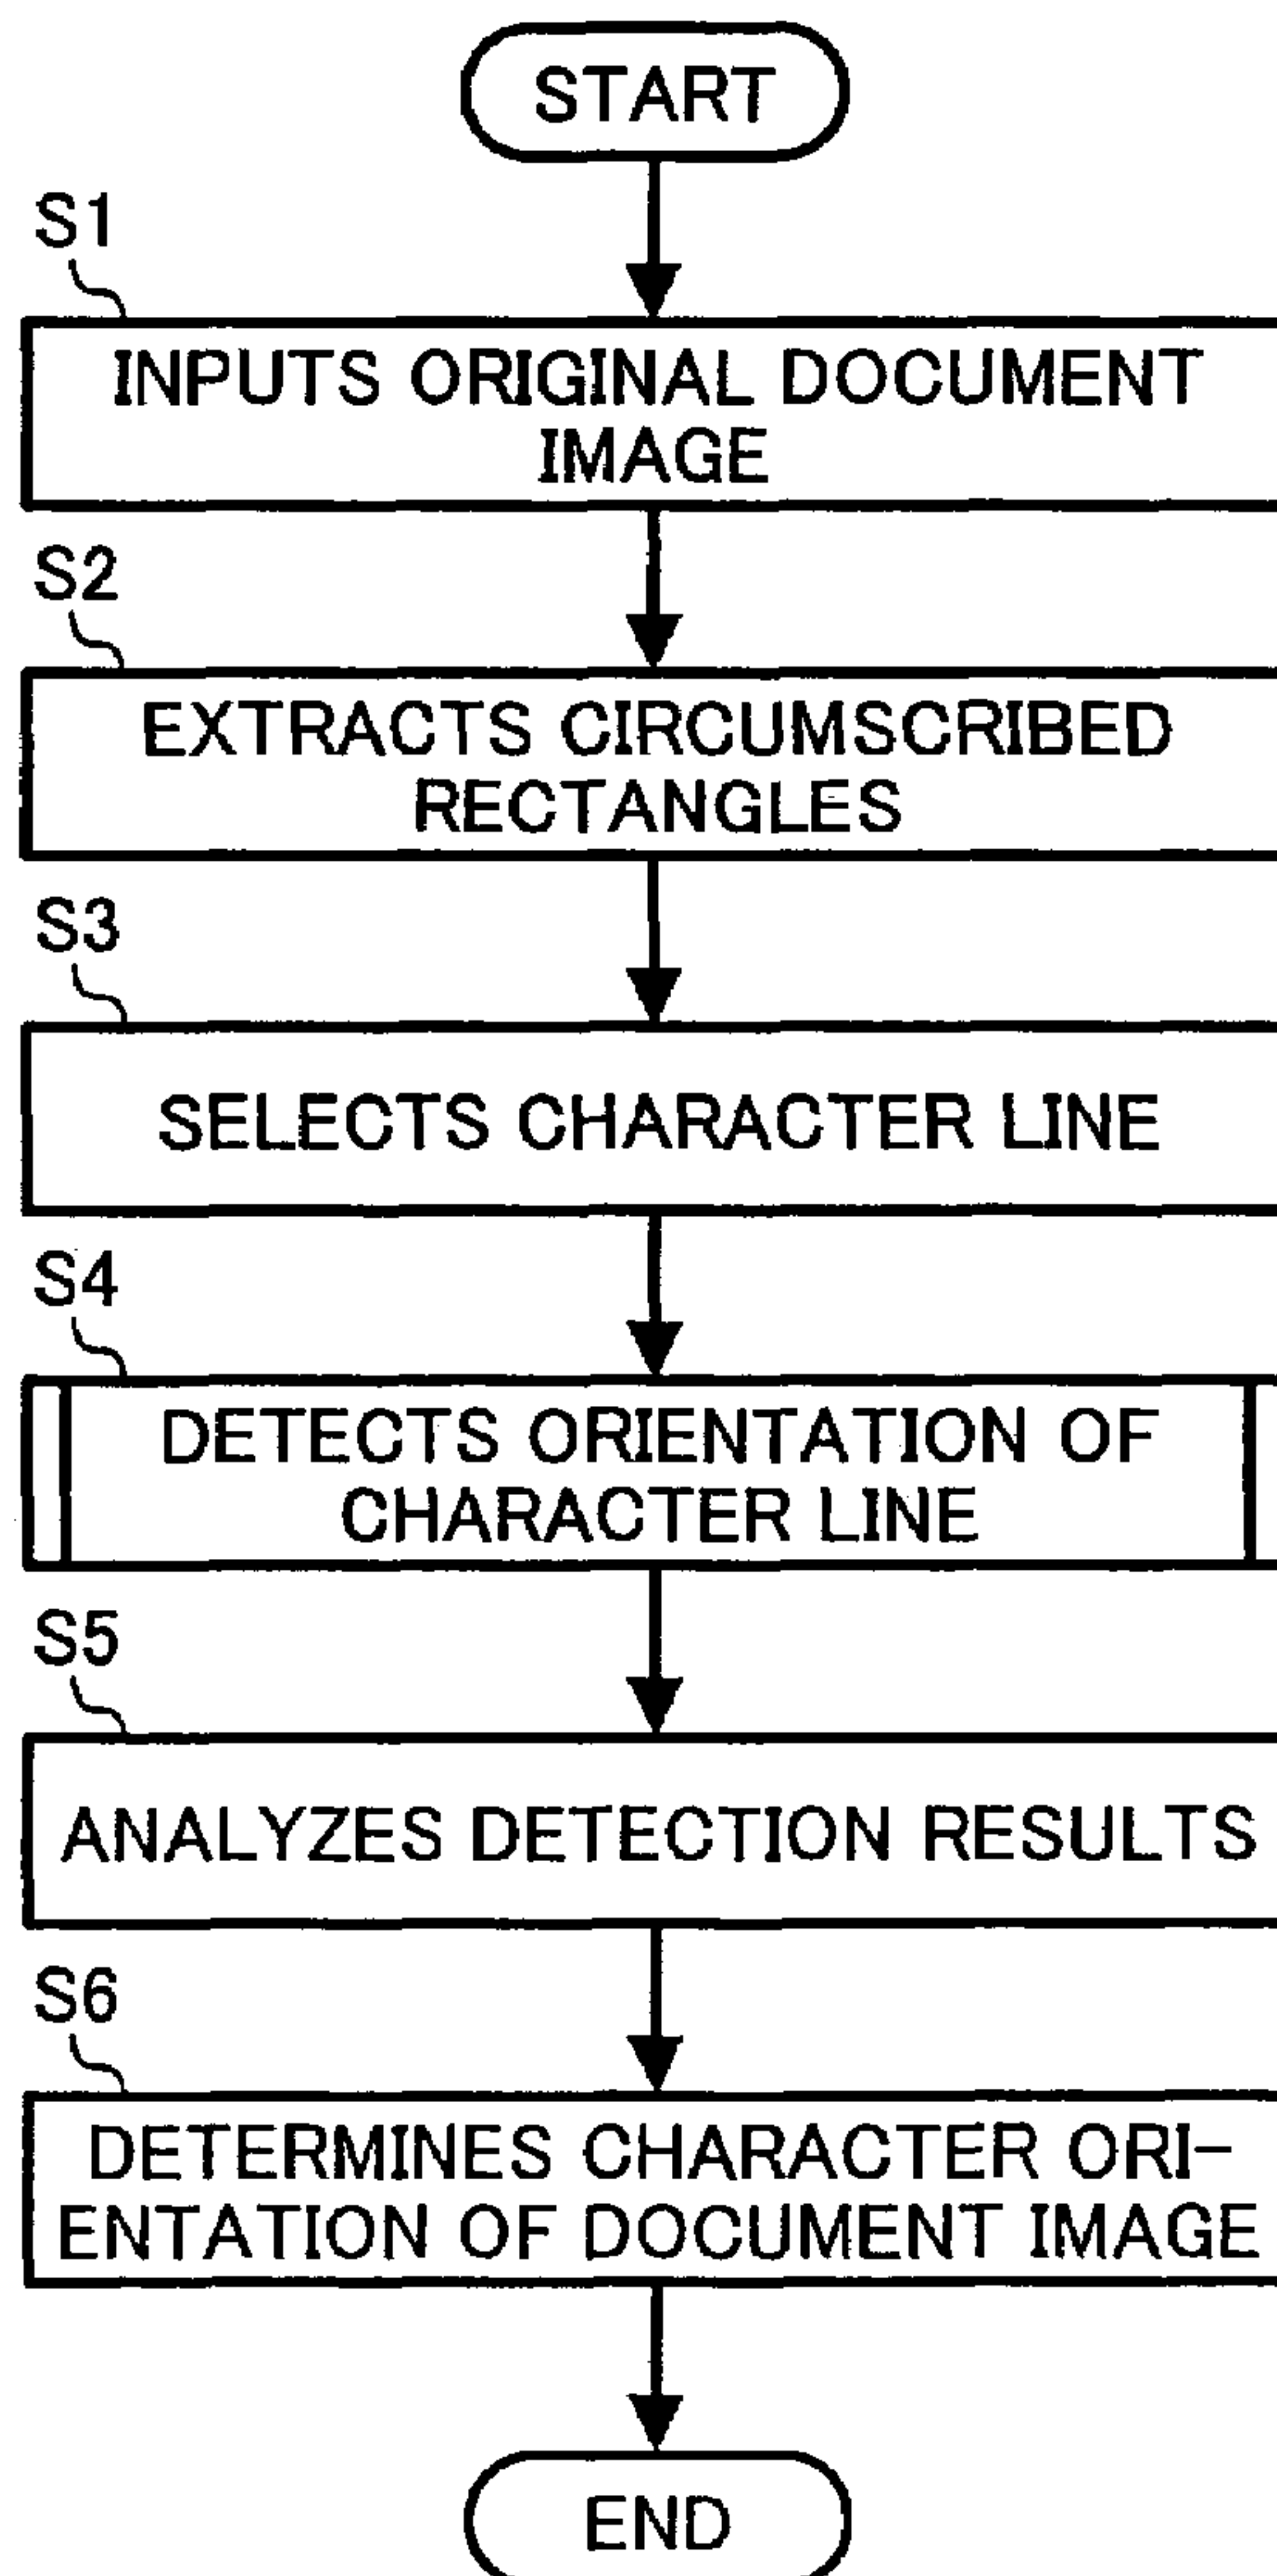 START
S1
INPUTS ORIGINAL DOCUMENT
IMAGE
S2
EXTRACTS CIRCUMSCRIBED
RECTANGLES
S3
SELECTS CHARACTER LINE
S4
DETECTS ORIENTATION OF
CHARACTER LINE
S5
ANALYZES DETECTION RESULTS
S6
DETERMINES CHARACTER ORI-
ENTATION OF DOCUMENT IMAGE
END